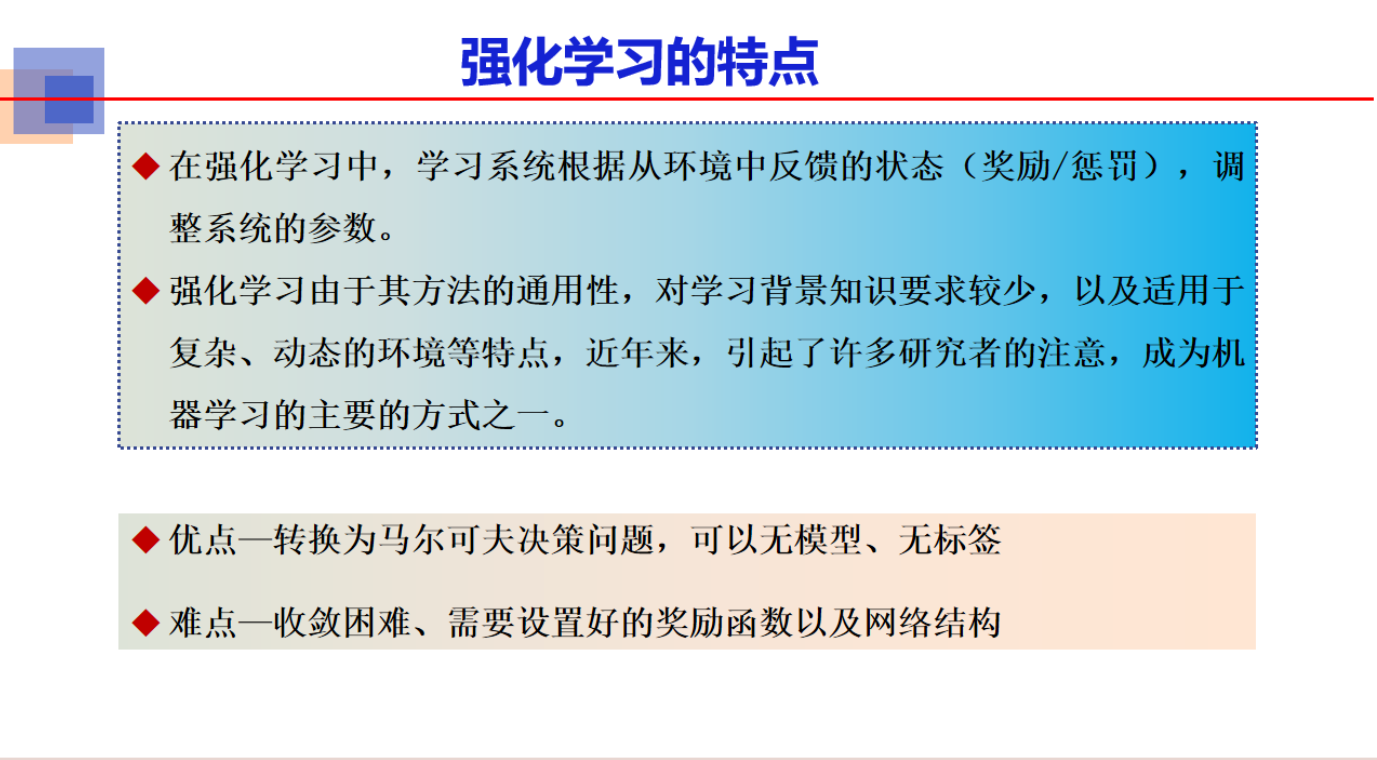 强化学习的特点
◆在强化学习中，学习系统根据从环境中反馈的状态（奖励/惩罚），调
整系统的参数。
◆强化学习由于其方法的通用性，对学习背景知识要求较少，以及适用于
复杂、动态的环境等特点，近年来，引起了许多研究者的注意，成为机
器学习的主要的方式之一。
◆优点—转换为马尔可夫决策问题，可以无模型、无标签
◆难点—收敛困难、需要设置好的奖励函数以及网络结构